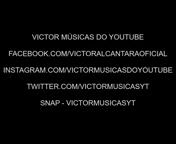 VICTOR MÚSICAS DO YOUTUBE
FACEBOOK.COM/VICTORALCANTARAOFICIAL
INSTAGRAM.COM/VICTORMUSICASDOYOUTUBE
TWITTER.COM/VICTORMUSICASYT
SNAP - VICTORMUSICASYT